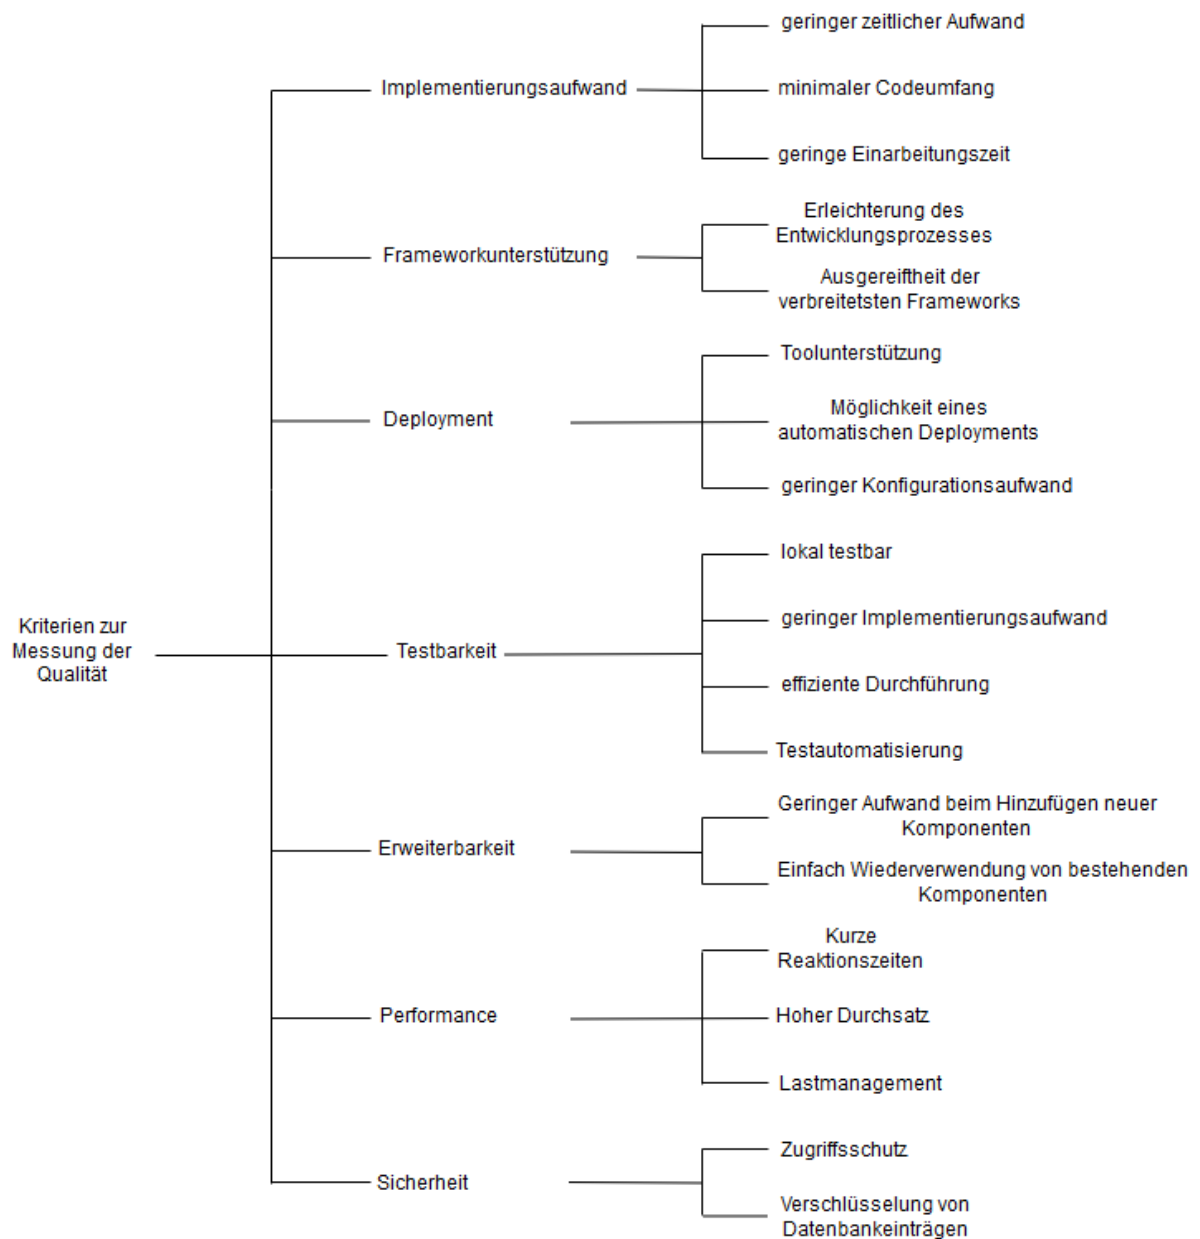 geringer zeitlicher Aufwand
Implementierungsaufwand
minimaler Codeumfang
geringe Einarbeitungszeit
Erleichterung des
Entwicklungsprozesses
Frameworkunterstützung
Ausgereiftheit der
verbreitetsten Frameworks
Toolunterstützung
Deployment
Möglichkeit eines
automatischen Deployments
geringer Konfigurationsaufwand
lokal testbar
geringer Implementierungsaufwand
Kriterien zur
Messung der
Qualität
Testbarkeit
effiziente Durchführung
Testautomatisierung
Geringer Aufwand beim Hinzufügen neuer
Komponenten
Erweiterbarkeit
Einfach Wiederverwendung von bestehenden
Komponenten
Kurze
Reaktionszeiten
Performance
Hoher Durchsatz
Lastmanagement
Zugriffsschutz
Sicherheit
Verschlüsselung von
Datenbankeinträgen